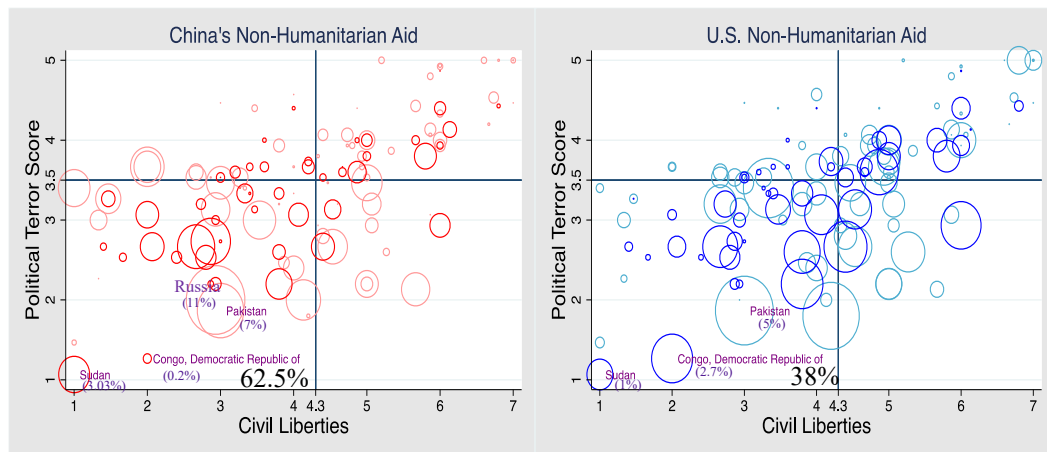 China's Non-Humanitarian Aid
Political Terror Score
5
4
3.5
3
2
1
Russia
(11%)
Pakistan
(7%)
Congo, Democratic Republic of
(0.2%)
Sudan
(3.03%)
62.5%
1 2 3 4 4.3 5 6 7
Civil Liberties
U.S. Non-Humanitarian Aid
Political Terror Score
5
4
3.5
3
2
1
Pakistan
(5%)
Congo, Democratic Republic of
(2.7%)
Sudan
(1%)
38%
1 2 3 4 4.3 5 6 7
Civil Liberties